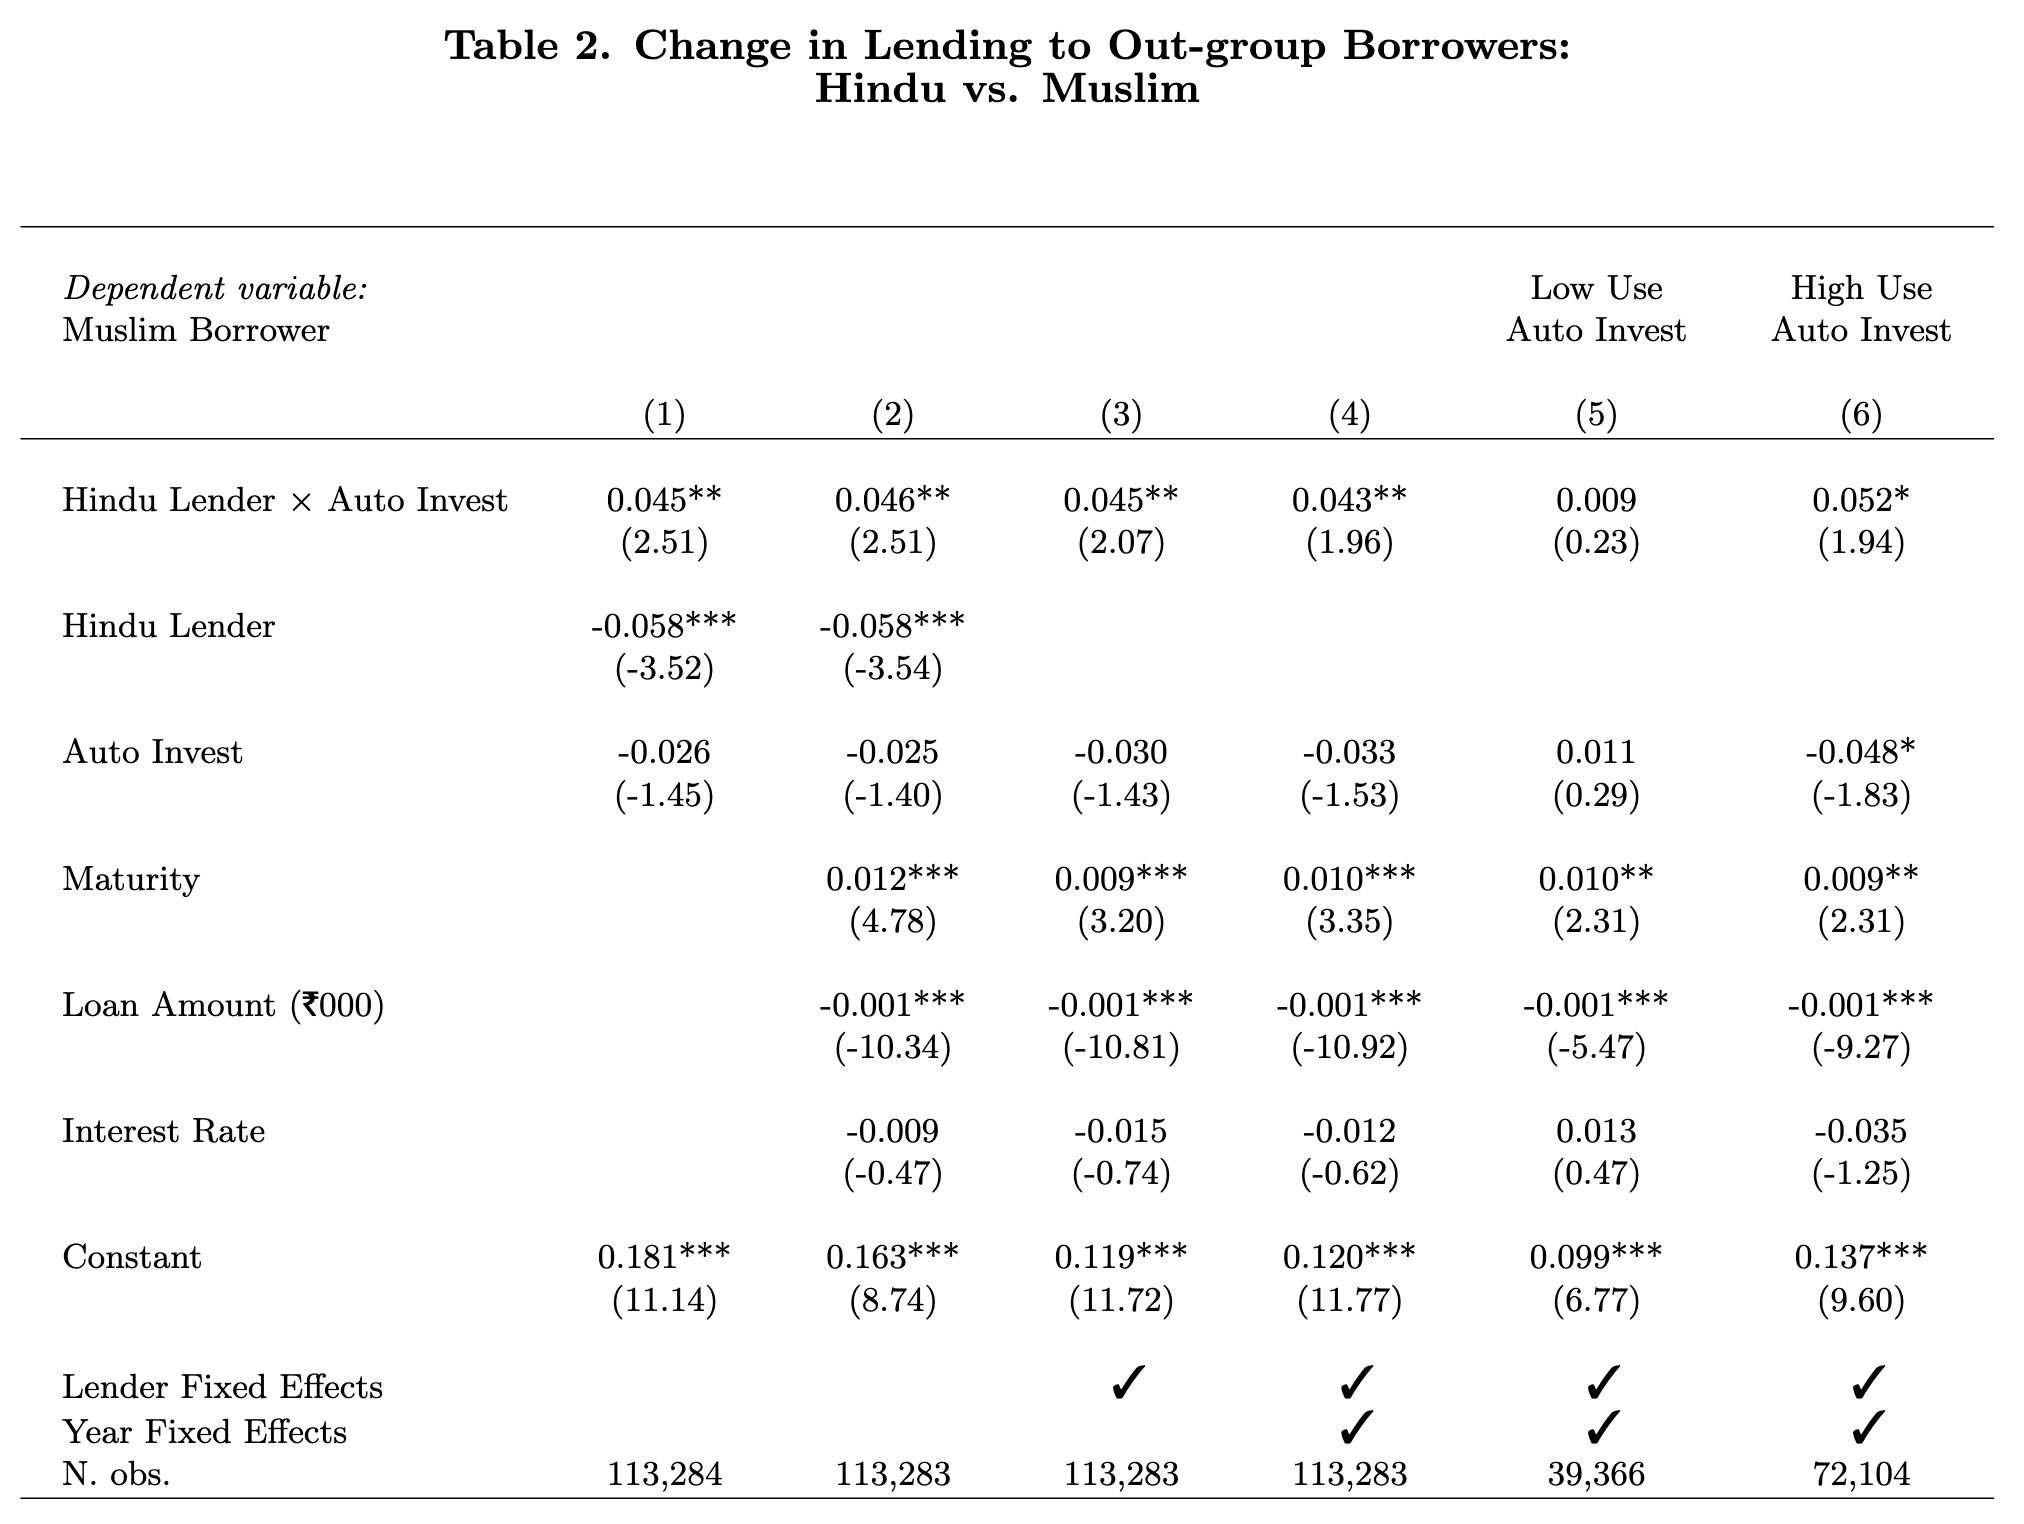 Table 2. Change in Lending to Out-group Borrowers:
Hindu vs. Muslim
Dependent variable: Low Use High Use
Muslim Borrower Auto Invest Auto Invest
(1) (2) (3) (4) (5) (6)
Hindu Lender × Auto Invest 0.045** 0.046** 0.045** 0.043** 0.009 0.052*
(2.51) (2.51) (2.07) (1.96) (0.23) (1.94)
Hindu Lender -0.058*** -0.058***
(-3.52) (-3.54)
Auto Invest -0.026 -0.025 -0.030 -0.033 0.011 -0.048*
(-1.45) (-1.40) (-1.43) (-1.53) (0.29) (-1.83)
Maturity 0.012*** 0.009*** 0.010*** 0.010** 0.009**
(4.78) (3.20) (3.35) (2.31) (2.31)
Loan Amount (₹000) -0.001*** -0.001*** -0.001*** -0.001*** -0.001***
(-10.34) (-10.81) (-10.92) (-5.47) (-9.27)
Interest Rate -0.009 -0.015 -0.012 0.013 -0.035
(-0.47) (-0.74) (-0.62) (0.47) (-1.25)
Constant 0.181*** 0.163*** 0.119*** 0.120*** 0.099*** 0.137***
(11.14) (8.74) (11.72) (11.77) (6.77) (9.60)
Lender Fixed Effects ✓ ✓ ✓ ✓
Year Fixed Effects ✓ ✓ ✓
N. obs. 113,284 113,283 113,283 113,283 39,366 72,104